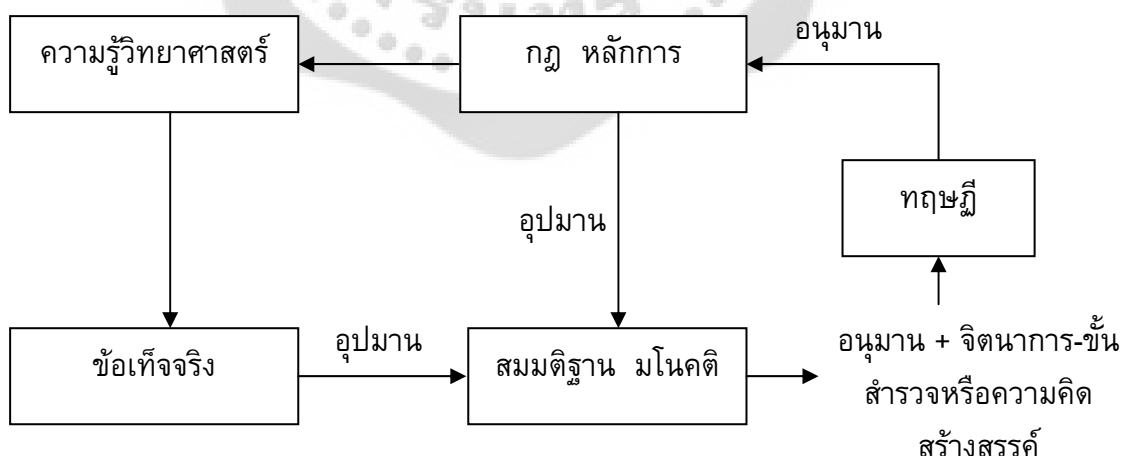 ความรู้วิทยาศาสตร์
กฎ หลักการ
อนุมาน
ทฤษฎี
อุปมาน
ข้อเท็จจริง
อุปมาน
สมมติฐาน มโนคติ
อนุมาน + จิตนาการ-ขั้น
สำรวจหรือความคิด
สร้างสรรค์